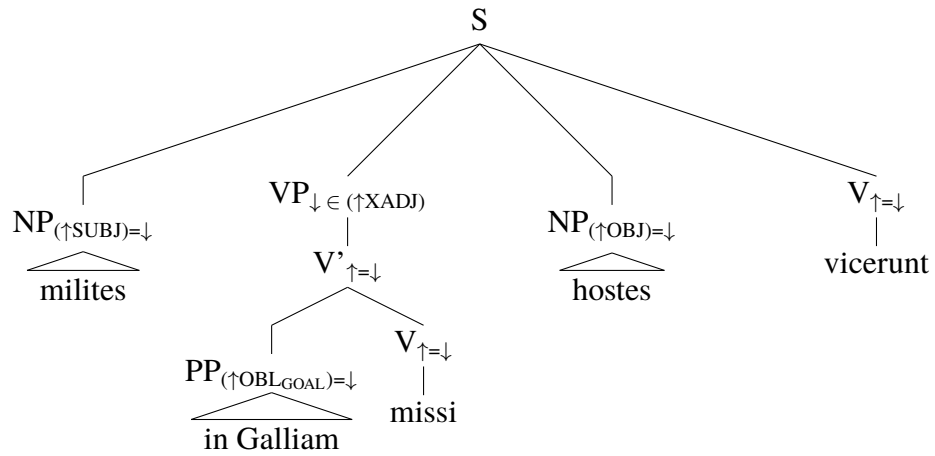 S
NP(↑SUBJ)=↓ VP↓ ∈ (↑XADJ) NP(↑OBJ)=↓ V↑=↓
milites V’↑=↓ hostes vicerunt
PP(↑OBLGOAL)=↓ V↑=↓
in Galliam missi